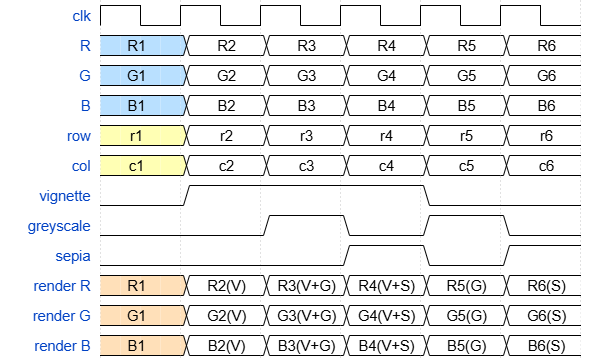 clk
R R1 R2 R3 R4 R5 R6
G G1 G2 G3 G4 G5 G6
B B1 B2 B3 B4 B5 B6
row r1 r2 r3 r4 r5 r6
col c1 c2 c3 c4 c5 c6
vignette
greyscale
sepia
render R R1 R2(V) R3(V+G) R4(V+S) R5(G) R6(S)
render G G1 G2(V) G3(V+G) G4(V+S) G5(G) G6(S)
render B B1 B2(V) B3(V+G) B4(V+S) B5(G) B6(S)